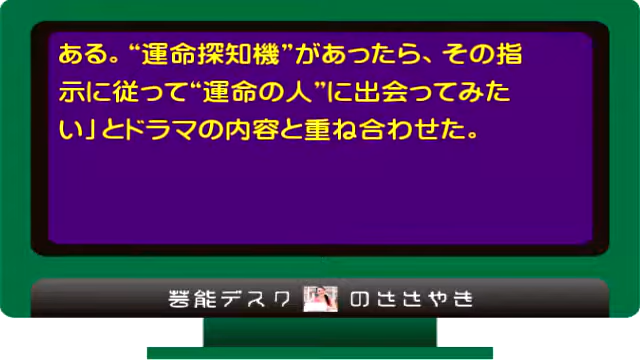 ある。“運命探知機”があったら、その指
示に従って“運命の人”に出会ってみた
い」とドラマの内容と重ね合わせた。
芸能デスク のささやき